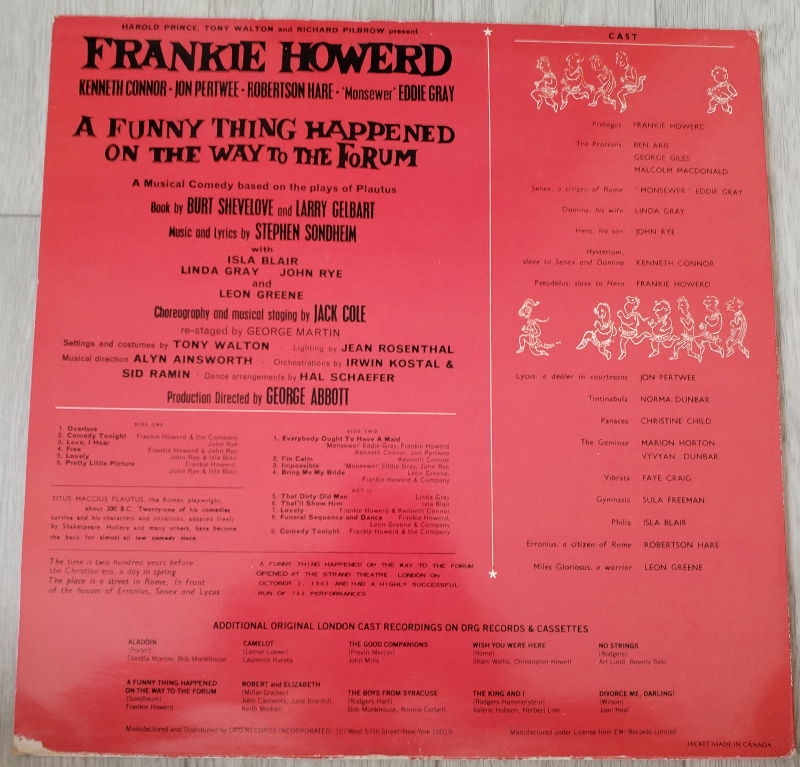 HAROLD PRINCE, TONY WALTON and RICHARD PILBROW present
FRANKIE HOWERD
KENNETH CONNOR - JON PERTWEE - ROBERTSON HARE - 'Monsewer' EDDIE GRAY
A FUNNY THING HAPPENED
ON THE WAY TO THE FORUM
A Musical Comedy based on the plays of Plautus
Book by BURT SHEVELOVE and LARRY GELBART
Music and Lyrics by STEPHEN SONDHEIM
with
ISLA BLAIR
LINDA GRAY JOHN RYE
and
LEON GREENE
Choreography and musical staging by JACK COLE
re-staged by GEORGE MARTIN
Settings and costumes by TONY WALTON · Lighting by JEAN ROSENTHAL
Musical direction ALYN AINSWORTH · Orchestrations by IRWIN KOSTAL &
SID RAMIN · Dance arrangements by HAL SCHAEFER
Production Directed by GEORGE ABBOTT
SIDE ONE
1. Overture
2. Comedy Tonight Frankie Howerd & the Company
3. Love, I Hear John Rye
4. Free Frankie Howerd & John Rye
5. Lovely John Rye & Isla Blair
6. Pretty Little Picture Frankie Howerd,
John Rye & Isla Blair
SIDE TWO
1. Everybody Ought To Have A Maid
'Monsewer' Eddie Gray, Frankie Howerd
Kenneth Connor, Jon Pertwee
2. I'm Calm Kenneth Connor
3. Impossible 'Monsewer' Eddie Gray, John Rye
4. Bring Me My Bride Leon Greene,
Frankie Howerd & Company
ACT II
5. That Dirty Old Man Linda Gray
6. That'll Show Him Isla Blair
7. Lovely Frankie Howerd & Kenneth Connor
8. Funeral Sequence and Dance Frankie Howerd,
Leon Greene & Company
9. Comedy Tonight Frankie Howerd & the Company
TITUS MACCIUS PLAUTUS, the Roman playwright,
about 200 B.C. Twenty-one of his comedies
survive and his characters and situations, adapted freely
by Shakespeare, Moliere and many others, have become
the basis for almost all low comedy since.
The time is two hundred years before
the Christian era, a day in spring
The place is a street in Rome, In front
of the houses of Erronius, Senex and Lycus
A FUNNY THING HAPPENED ON THE WAY TO THE FORUM
OPENED AT THE STRAND THEATRE LONDON ON
OCTOBER 3, 1963 AND HAD A HIGHLY SUCCESSFUL
RUN OF 762 PERFORMANCES
CAST
Prologus FRANKIE HOWERD
The Proteans BEN ARIS
GEORGE GILES
MALCOLM MACDONALD
Senex, a citizen of Rome "MONSEWER" EDDIE GRAY
Domina, his wife LINDA GRAY
Hero, his son JOHN RYE
Hysterium,
slave to Senex and Domina KENNETH CONNOR
Pseudolus, slave to Hero FRANKIE HOWERD
Lycus, a dealer in courtesans JON PERTWEE
Tintinabula NORMA DUNBAR
Panacea CHRISTINE CHILD
The Geminae MARION HORTON
VYVYAN DUNBAR
Vibrata FAYE CRAIG
Gymnasia SULA FREEMAN
Philia ISLA BLAIR
Erronius, a citizen of Rome ROBERTSON HARE
Miles Gloriosus, a warrior LEON GREENE
ADDITIONAL ORIGINAL LONDON CAST RECORDINGS ON DRG RECORDS & CASSETTES
ALADDIN
(Porter)
Doretta Morrow, Bob Monkhouse
CAMELOT
(Lerner-Loewe)
Laurence Harvey
THE GOOD COMPANIONS
(Previn-Mercer)
John Mills
WISH YOU WERE HERE
(Rome)
Shani Wallis, Christopher Hewett
NO STRINGS
(Rodgers)
Art Lund, Beverly Todd
A FUNNY THING HAPPENED
ON THE WAY TO THE FORUM
(Sondheim)
Frankie Howerd
ROBERT and ELIZABETH
(Millar-Grainer)
John Clements, June Bronhill,
Keith Michell
THE BOYS FROM SYRACUSE
(Rodgers-Hart)
Bob Monkhouse, Ronnie Corbett
THE KING AND I
(Rodgers-Hammerstein)
Valerie Hobson, Herbert Lom
DIVORCE ME, DARLING!
(Wilson)
Joan Heal
Manufactured and Distributed by DRG RECORDS INCORPORATED: 157 West 57th Street/New York 10019
Manufactured under License from EMI Records Limited
JACKET MADE IN CANADA